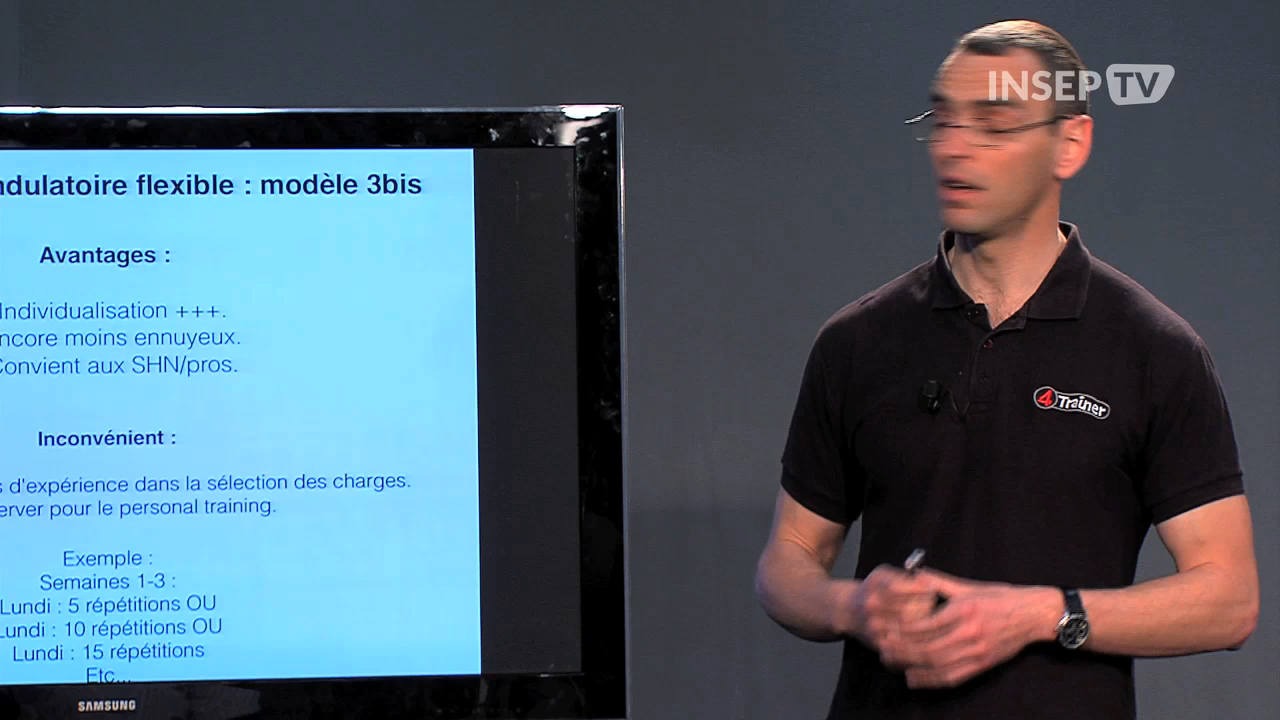 INSEP TV
ndulatoire flexible : modèle 3bis
Avantages :
Individualisation +++.
ncore moins ennuyeux.
Convient aux SHN/pros.
Inconvénient :
s d'expérience dans la sélection des charges.
erver pour le personal training.
Exemple :
Semaines 1-3 :
Lundi : 5 répétitions OU
Lundi : 10 répétitions OU
Lundi : 15 répétitions
Etc...
SAMSUNG
4 Trainer